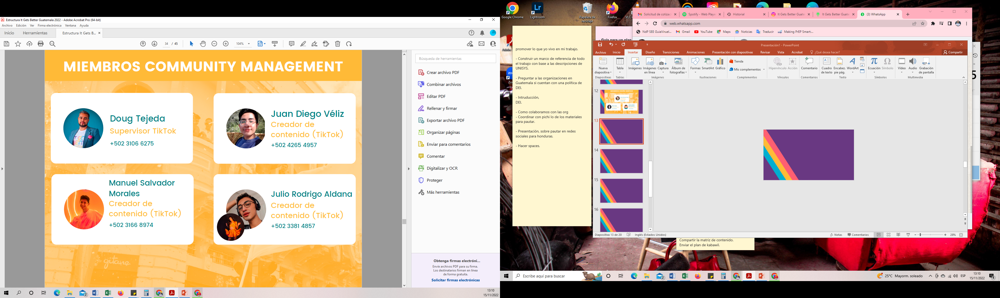 Estructura It Gets Better Guatemala 2022 - Adobe Acrobat Pro (64-bit)
Archivo Edición Ver Firma electrónica Ventana Ayuda
Inicio Herramientas Estructura It Gets B... ×
34 / 45 104%
MIEMBROS COMMUNITY MANAGEMENT
Doug Tejeda
Supervisor TikTok
+502 3106 6275
Juan Diego Véliz
Creador de
contenido (TikTok)
+502 4265 4957
Manuel Salvador
Morales
Creador de
contenido (TikTok)
+502 3166 8974
Julio Rodrigo Aldana
Creador de
contenido (TikTok)
+502 3381 4857
gitane
Búsqueda de herramientas
Crear archivo PDF
Combinar archivos
Editar PDF
Rellenar y firmar
Exportar archivo PDF
Organizar páginas
Enviar para comentarios
Comentar
Digitalizar y OCR
Proteger
Más herramientas
Obtenga firmas electróni...
Envíe archivos PDF para su firma.
Los destinatarios firman en línea
de forma gratuita.
Solicitar firmas electrónicas
13:10
15/11/2022
Google Chrome
Lightroom
Papelera de
reciclaje
Firefox
VLC
promover lo que yo vivo en mi trabajo.
- Construir un marco de referencia de todo
el trabajo con base a las descripciones de
UNISYS.
- Preguntar a las organizaciones en
Guatemala si cuentan con una política de
DEI.
- Intruducción,
DEI.
- Como colaboramos con las org
- Coordinar con pichi lo de los materiales
para pautar.
- Presentación, sobre pautar en redes
sociales para honduras.
- Hacer spaces.
- Guía para un plan
Solicitud de cotizac × Spotify - Web Playe × Historial × It Gets Better Guate × It Gets Better Guate × (3) WhatsApp ×
web.whatsapp.com
NdP SEE GuiaViruel... Gmail YouTube Maps Noticias Traducir Making PrEP Smart:...
Presentación1 - PowerPoint
Archivo Inicio Insertar Diseño Transiciones Animaciones Presentación con diapositivas Revisar Vista Acrobat ¿Qué desea hacer? Compartir
Nueva
diapositiva
Tabla
Imágenes
Imágenes
en línea
Captura
Álbum de
fotografías
Formas SmartArt Gráfico
Tienda
Mis complementos
Hipervínculo Acción
Comentario
Cuadro
de texto
Encabez.
pie pág.
WordArt
Ecuación Símbolo
Vídeo Audio
Grabación
de pantalla
Diapositivas Tablas Imágenes Ilustraciones Complementos Vínculos Comentarios Texto Símbolos Multimedia
12
13
14
15
16
Diapositiva 13 de 20 Inglés (Estados Unidos) Notas Comentarios 28%
Compartir la matriz de contenido.
Enviar el plan de kabawil.
Escribe aquí para buscar
25°C Mayorm. soleado ESP
13:10
15/11/2022